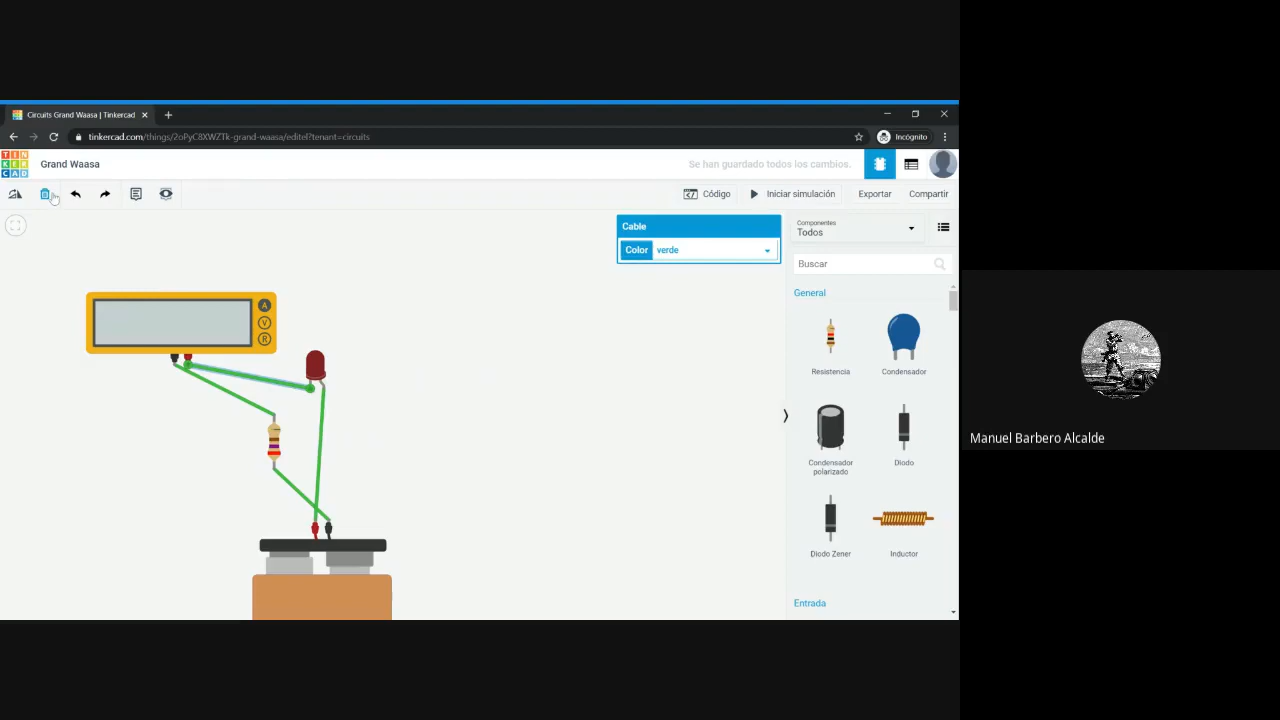 Circuits Grand Waasa | Tinkercad
tinkercad.com/things/2oPyC8XWZTk-grand-waasa/editel?tenant=circuits
Incógnito
TIN
KER
CAD
Grand Waasa
Se han guardado todos los cambios.
Código
Iniciar simulación
Exportar
Compartir
Cable
Color verde
Componentes
Todos
Buscar
General
A
V
R
Resistencia
Condensador
Condensador
polarizado
Diodo
Diodo Zener
Inductor
Entrada
Manuel Barbero Alcalde